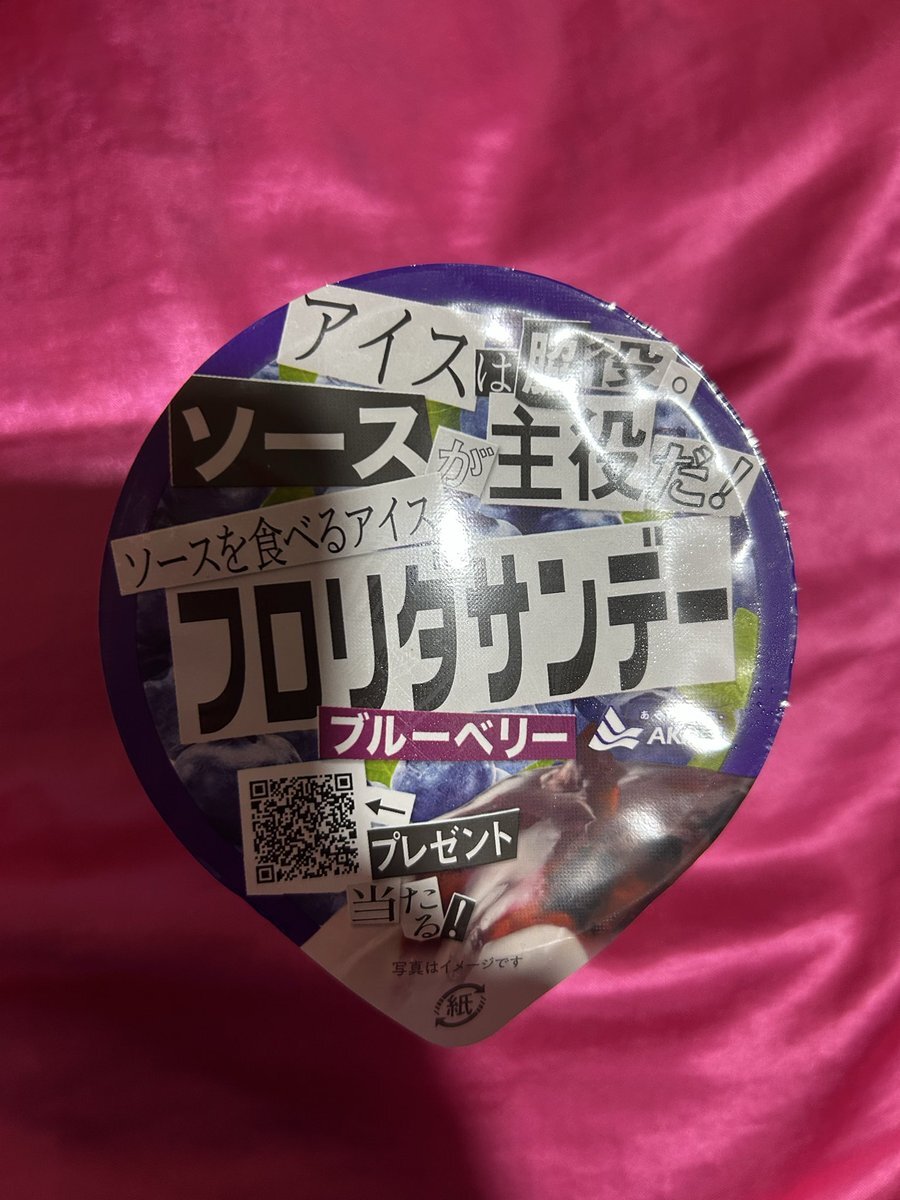 アイスは脇役。
ソースが主役だ!
ソースを食べるアイス
フロリダサンデー
ブルーベリー
←
プレゼント
当たる!!
写真はイメージです
紙